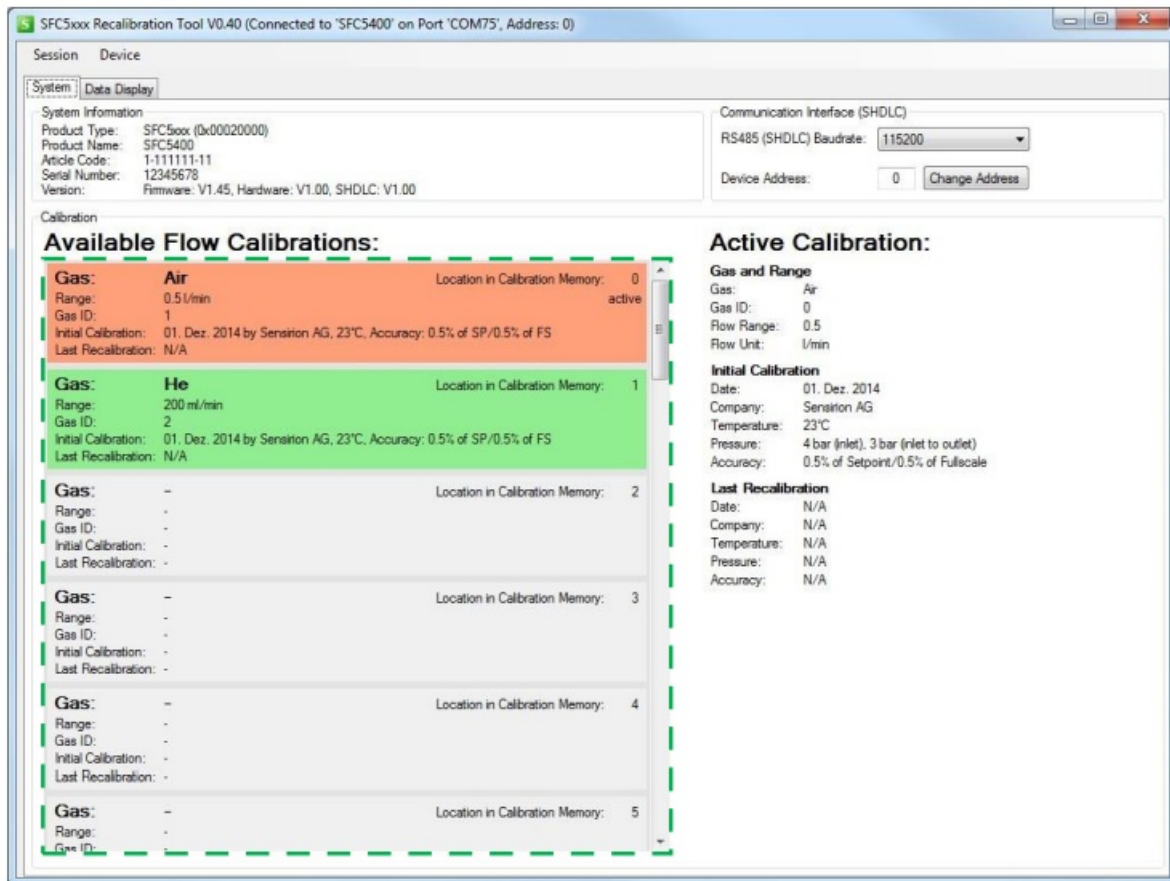 SFC5xxx Recalibration Tool V0.40 (Connected to 'SFC5400' on Port 'COM75', Address: 0)
Session Device
System Data Display
System Information
Product Type: SFC5xxx (0x00020000)
Product Name: SFC5400
Article Code: 1-111111-11
Serial Number: 12345678
Version: Firmware: V1.45, Hardware: V1.00, SHDLC: V1.00
Communication Interface (SHDLC)
RS485 (SHDLC) Baudrate: 115200
Device Address: 0 Change Address
Calibration
Available Flow Calibrations:
Gas: Air Location in Calibration Memory: 0
Range: 0.5 l/min active
Gas ID: 1
Initial Calibration: 01. Dez. 2014 by Sensirion AG, 23°C, Accuracy: 0.5% of SP/0.5% of FS
Last Recalibration: N/A
Gas: He Location in Calibration Memory: 1
Range: 200 ml/min
Gas ID: 2
Initial Calibration: 01. Dez. 2014 by Sensirion AG, 23°C, Accuracy: 0.5% of SP/0.5% of FS
Last Recalibration: N/A
Gas: - Location in Calibration Memory: 2
Range: -
Gas ID: -
Initial Calibration: -
Last Recalibration: -
Gas: - Location in Calibration Memory: 3
Range: -
Gas ID: -
Initial Calibration: -
Last Recalibration: -
Gas: - Location in Calibration Memory: 4
Range: -
Gas ID: -
Initial Calibration: -
Last Recalibration: -
Gas: - Location in Calibration Memory: 5
Range: -
Gas ID: -
Active Calibration:
Gas and Range
Gas: Air
Gas ID: 0
Flow Range: 0.5
Flow Unit: l/min
Initial Calibration
Date: 01. Dez. 2014
Company: Sensirion AG
Temperature: 23°C
Pressure: 4 bar (inlet), 3 bar (inlet to outlet)
Accuracy: 0.5% of Setpoint/0.5% of Fullscale
Last Recalibration
Date: N/A
Company: N/A
Temperature: N/A
Pressure: N/A
Accuracy: N/A